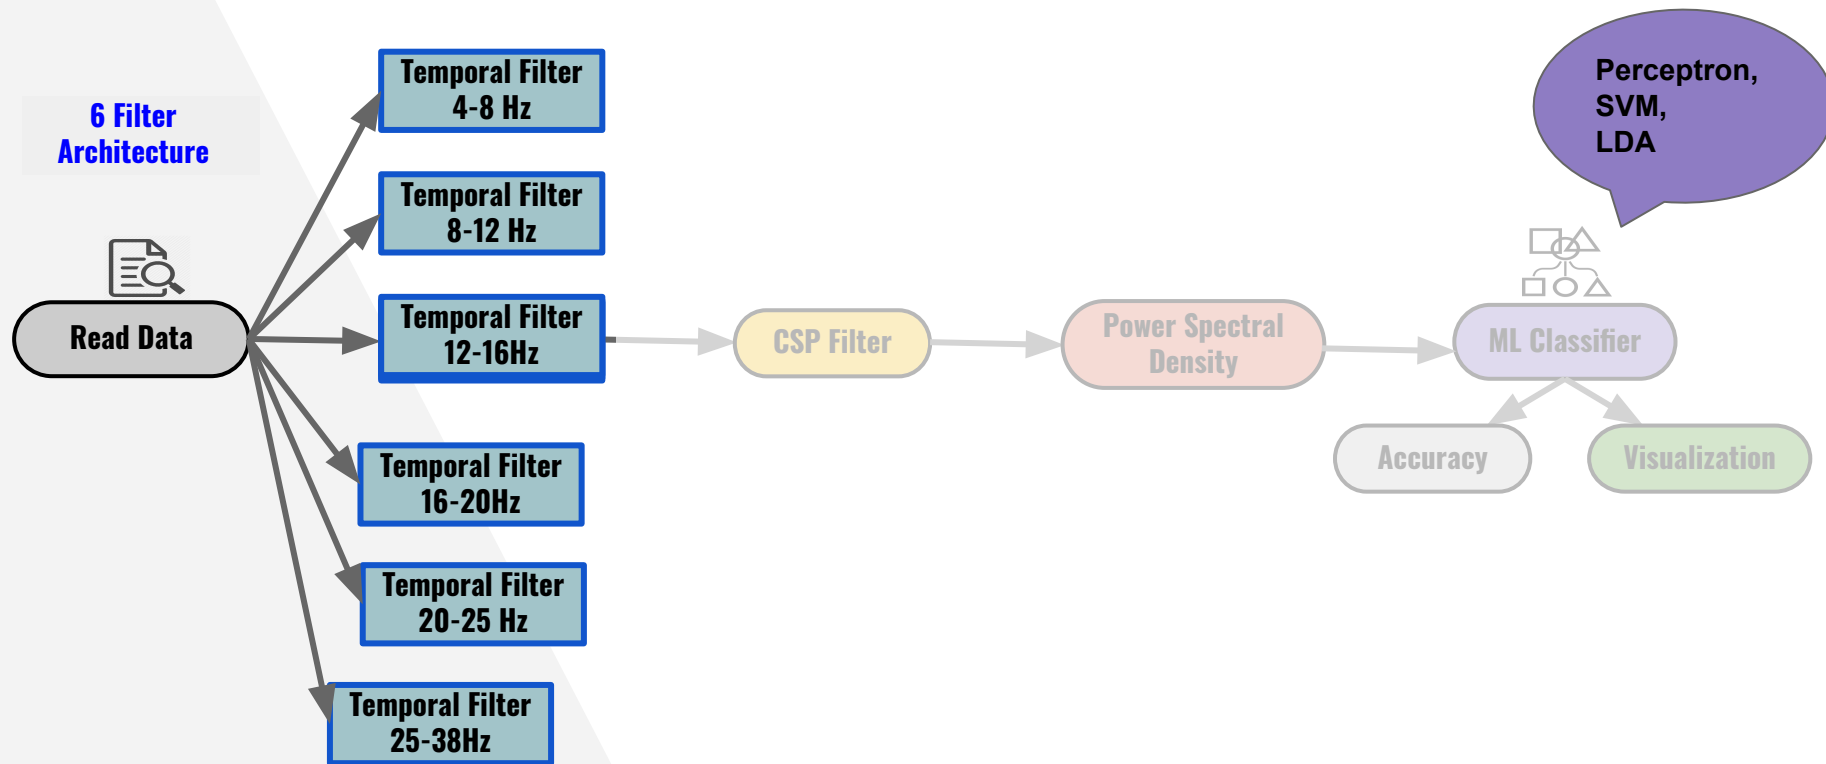 6 Filter
Architecture
Read Data
Temporal Filter
4-8 Hz
Temporal Filter
8-12 Hz
Temporal Filter
12-16Hz
Temporal Filter
16-20Hz
Temporal Filter
20-25 Hz
Temporal Filter
25-38Hz
CSP Filter
Power Spectral
Density
Perceptron,
SVM,
LDA
ML Classifier
Accuracy
Visualization